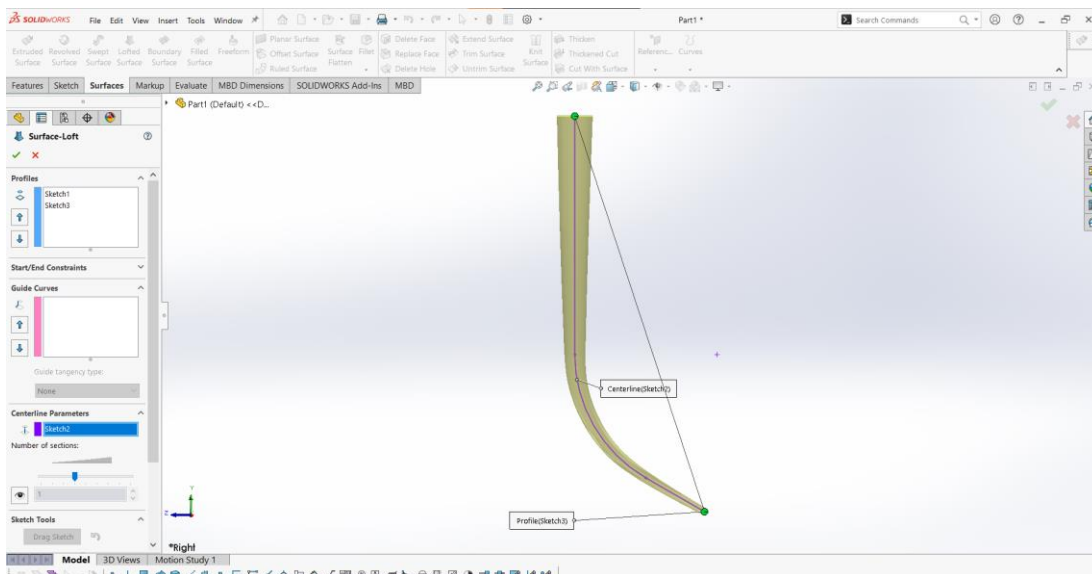 SOLIDWORKS File Edit View Insert Tools Window Part1 * Search Commands
Extruded Surface Revolved Surface Swept Surface Lofted Surface Boundary Surface Filled Surface Freeform
Planar Surface
Offset Surface
Ruled Surface
Surface Flatten
Fillet
Delete Face
Replace Face
Delete Hole
Extend Surface
Trim Surface
Untrim Surface
Knit Surface
Thicken
Thickened Cut
Cut With Surface
Referenc... Curves
Features Sketch Surfaces Markup Evaluate MBD Dimensions SOLIDWORKS Add-Ins MBD
Part1 (Default) <<D...
Surface-Loft
Profiles
Sketch1
Sketch3
Start/End Constraints
Guide Curves
Guide tangency type:
None
Centerline Parameters
Sketch2
Number of sections:
1
Sketch Tools
Drag Sketch
Centerline(Sketch2)
Profile(Sketch3)
Y
Z
*Right
Model 3D Views Motion Study 1